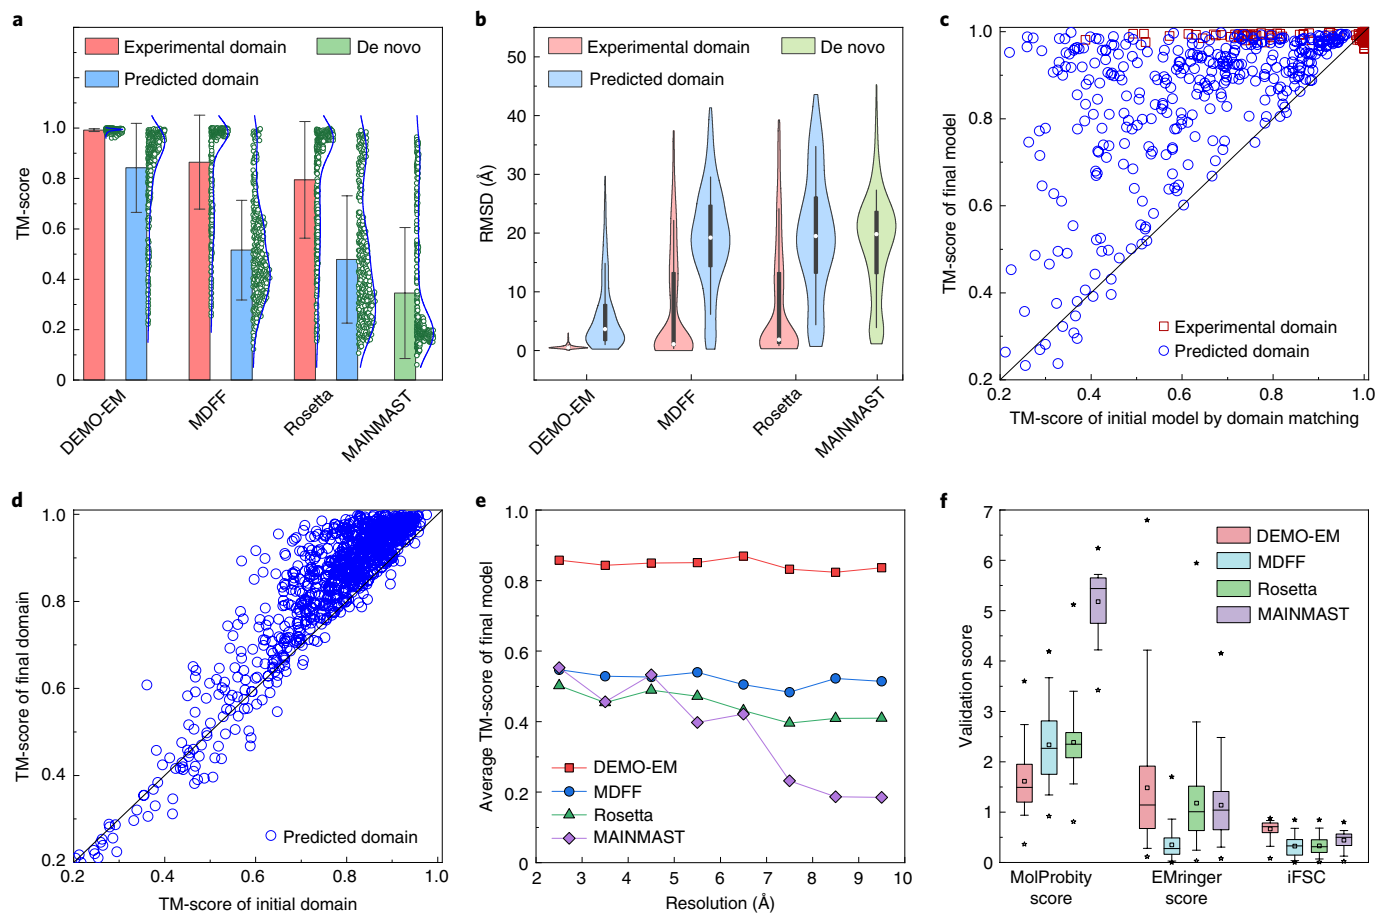 a
Experimental domain
De novo
Predicted domain
TM-score
1.0
0.8
0.6
0.4
0.2
0
DEMO-EM
MDFF
Rosetta
MAINMAST
b
Experimental domain
De novo
Predicted domain
RMSD (Å)
50
40
30
20
10
0
DEMO-EM
MDFF
Rosetta
MAINMAST
c
TM-score of final model
1.0
0.9
0.8
0.7
0.6
0.5
0.4
0.3
0.2
Experimental domain
Predicted domain
0.2 0.4 0.6 0.8 1.0
TM-score of initial model by domain matching
d
TM-score of final domain
1.0
0.8
0.6
0.4
0.2
Predicted domain
0.2 0.4 0.6 0.8 1.0
TM-score of initial domain
e
Average TM-score of final model
1.0
0.8
0.6
0.4
0.2
0
DEMO-EM
MDFF
Rosetta
MAINMAST
2 3 4 5 6 7 8 9 10
Resolution (Å)
f
Validation score
7
6
5
4
3
2
1
0
DEMO-EM
MDFF
Rosetta
MAINMAST
MolProbity
score
EMringer
score
iFSC